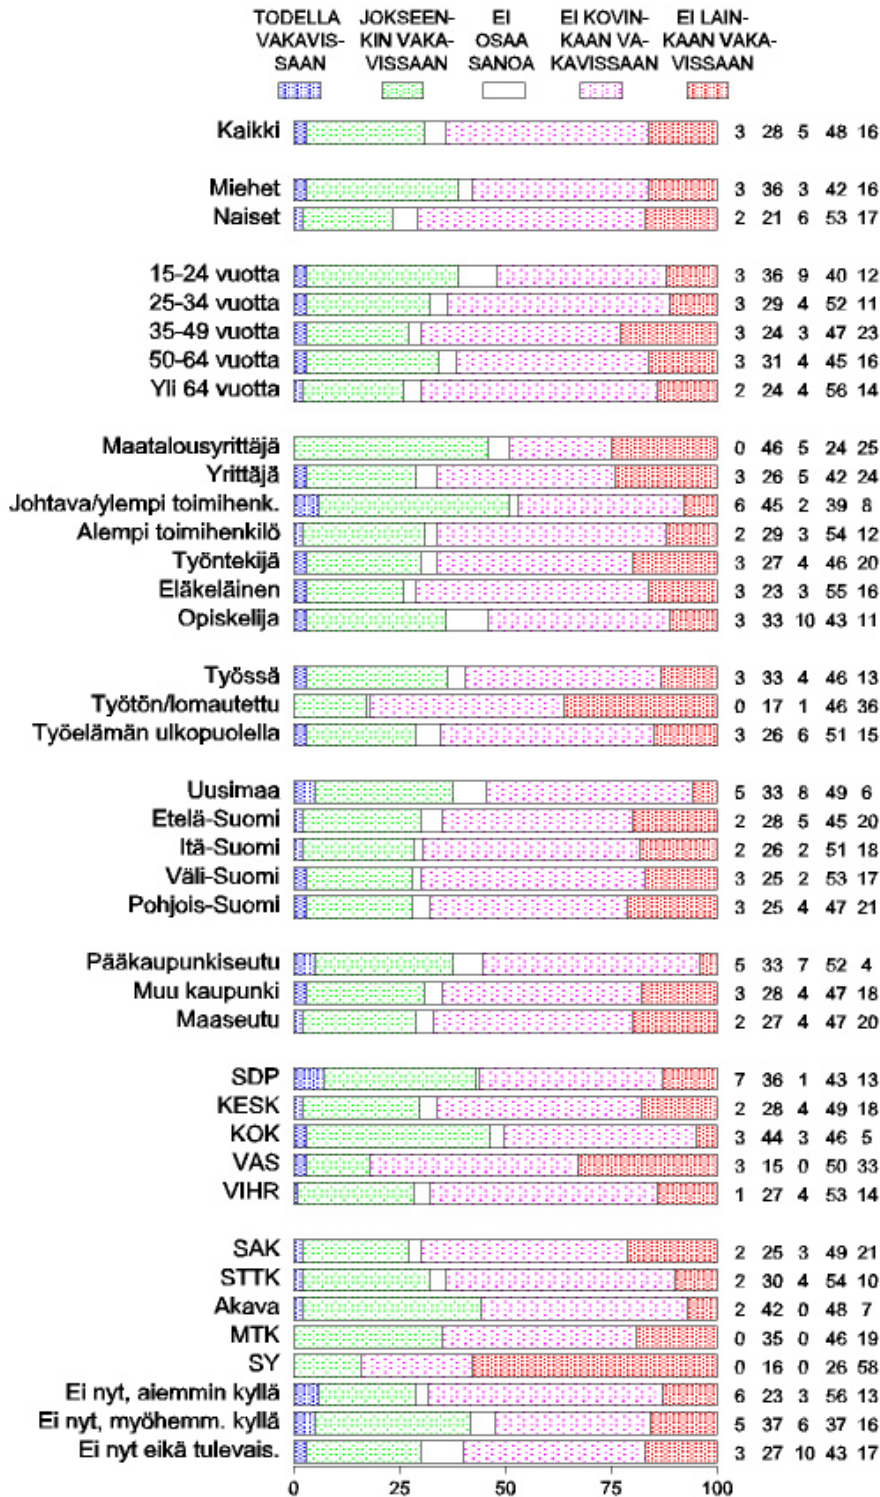 TODELLA JOKSEEN- EI EI KOVIN- EI LAIN-
VAKAVIS- KIN VAKA- OSAA KAAN VA- KAAN VAKA-
SAAN VISSAAN SANOA KAVISSAAN VISSAAN
Kaikki 3 28 5 48 16
Miehet 3 36 3 42 16
Naiset 2 21 6 53 17
15-24 vuotta 3 36 9 40 12
25-34 vuotta 3 29 4 52 11
35-49 vuotta 3 24 3 47 23
50-64 vuotta 3 31 4 45 16
Yli 64 vuotta 2 24 4 56 14
Maatalousyrittäjä 0 46 5 24 25
Yrittäjä 3 26 5 42 24
Johtava/ylempi toimihenk. 6 45 2 39 8
Alempi toimihenkilö 2 29 3 54 12
Työntekijä 3 27 4 46 20
Eläkeläinen 3 23 3 55 16
Opiskelija 3 33 10 43 11
Työssä 3 33 4 46 13
Työtön/lomautettu 0 17 1 46 36
Työelämän ulkopuolella 3 26 6 51 15
Uusimaa 5 33 8 49 6
Etelä-Suomi 2 28 5 45 20
Itä-Suomi 2 26 2 51 18
Väli-Suomi 3 25 2 53 17
Pohjois-Suomi 3 25 4 47 21
Pääkaupunkiseutu 5 33 7 52 4
Muu kaupunki 3 28 4 47 18
Maaseutu 2 27 4 47 20
SDP 7 36 1 43 13
KESK 2 28 4 49 18
KOK 3 44 3 46 5
VAS 3 15 0 50 33
VIHR 1 27 4 53 14
SAK 2 25 3 49 21
STTK 2 30 4 54 10
Akava 2 42 0 48 7
MTK 0 35 0 46 19
SY 0 16 0 26 58
Ei nyt, aiemmin kyllä 6 23 3 56 13
Ei nyt, myöhemm. kyllä 5 37 6 37 16
Ei nyt eikä tulevais. 3 27 10 43 17
0 25 50 75 100